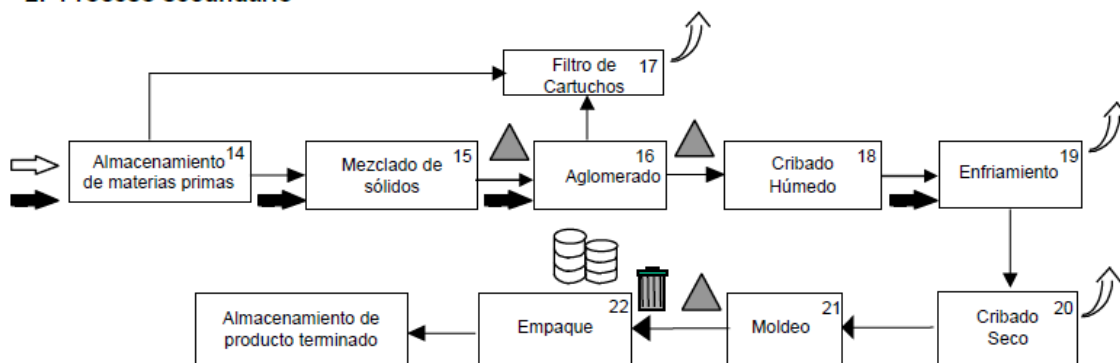 2. Proceso secundario
Filtro de 17
Cartuchos
Almacenamiento 14
de materias primas
Mezclado de 15
sólidos
16
Aglomerado
18
Cribado
Húmedo
19
Enfriamiento
20
Cribado
Seco
21
Moldeo
22
Empaque
Almacenamiento de
producto terminado